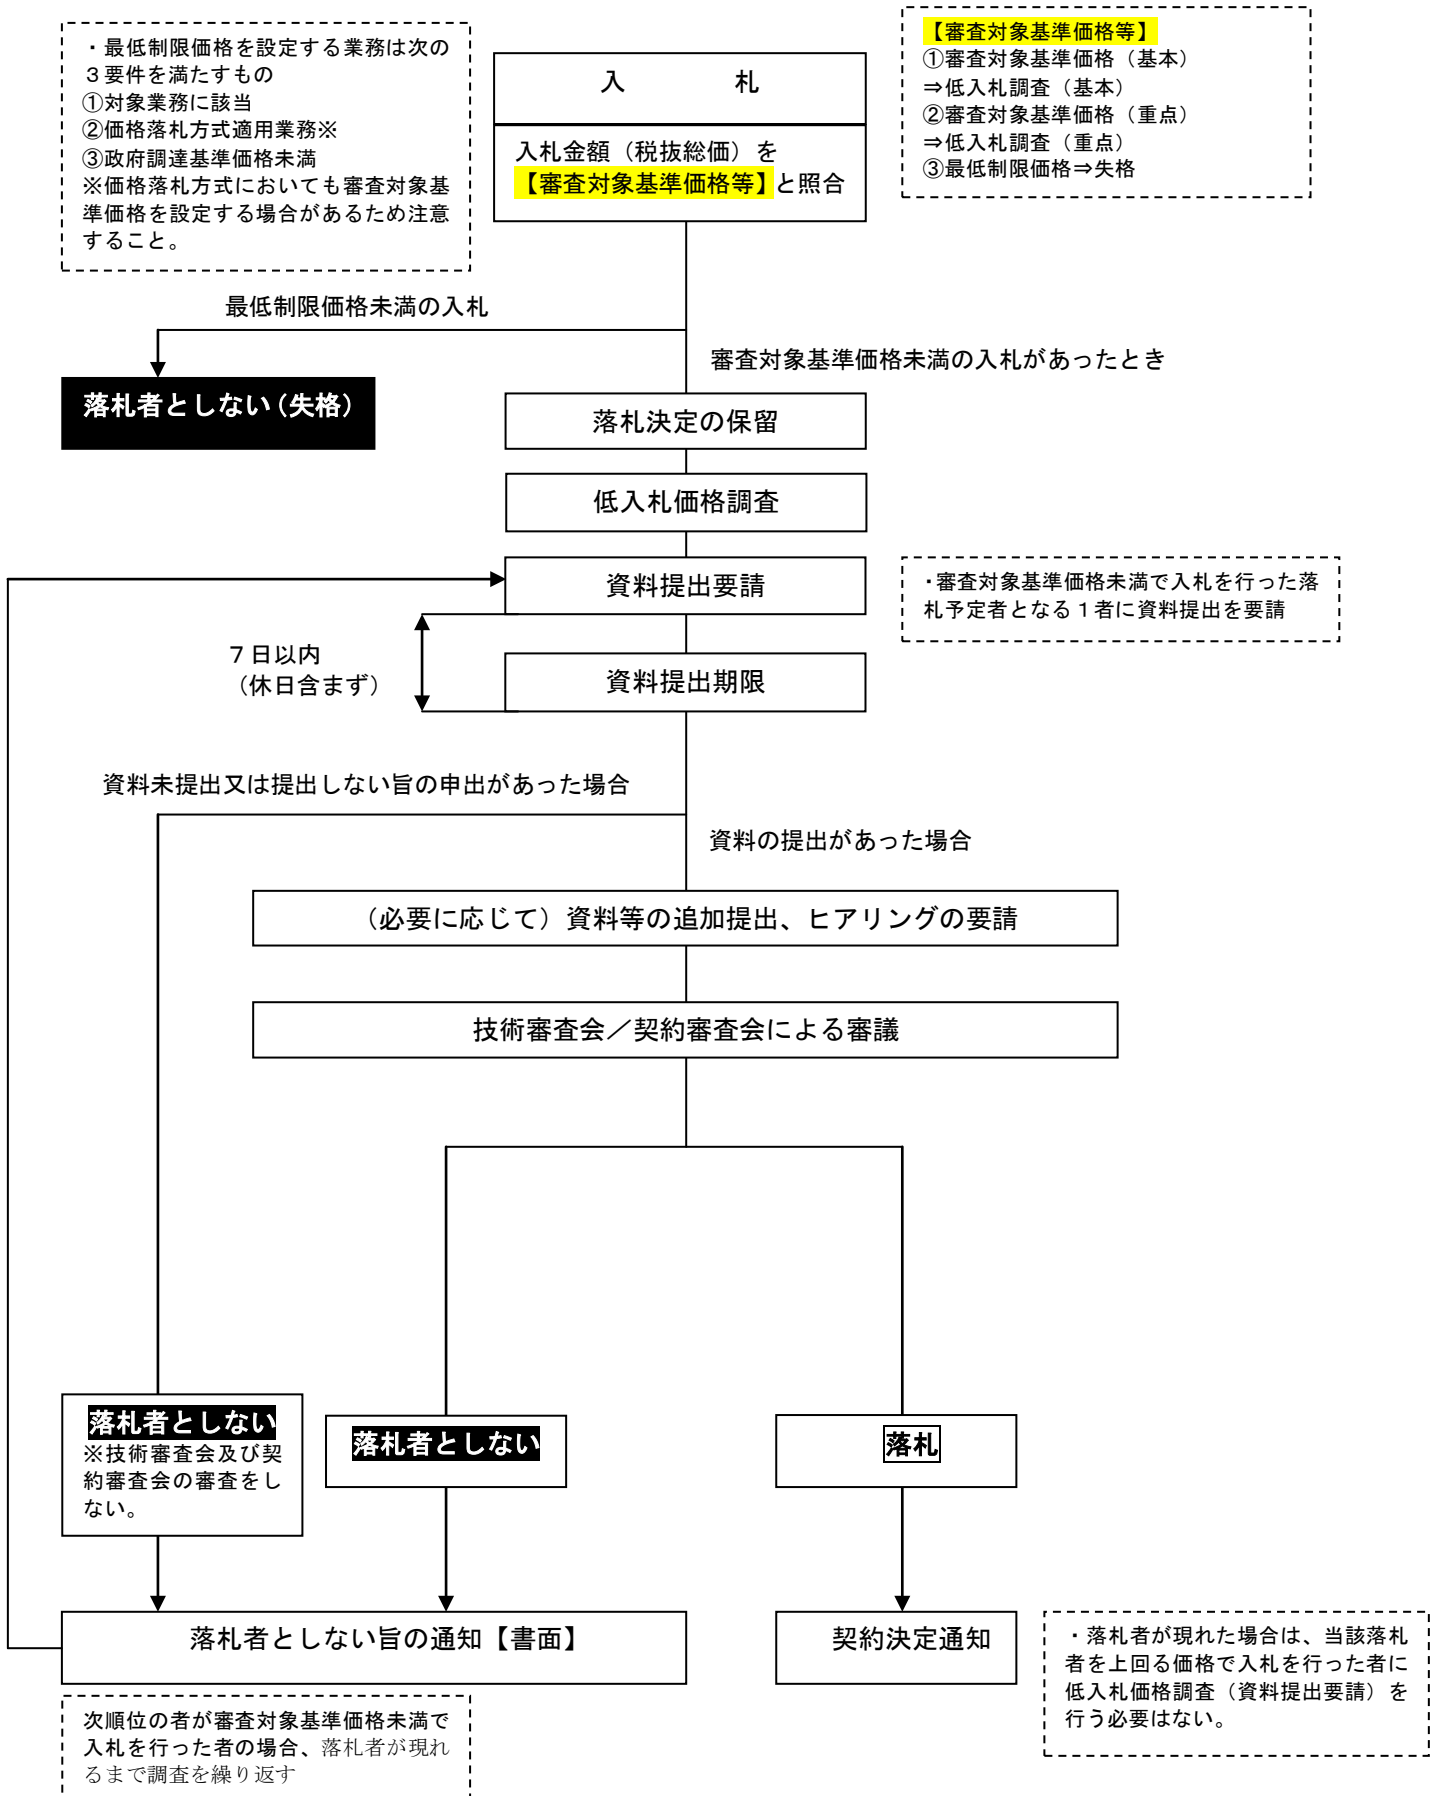 ・最低制限価格を設定する業務は次の
３要件を満たすもの
①対象業務に該当
②価格落札方式適用業務※
③政府調達基準価格未満
※価格落札方式においても審査対象基
準価格を設定する場合があるため注意
すること。
入　　　　札
入札金額（税抜総価）を
【審査対象基準価格等】と照合
【審査対象基準価格等】
①審査対象基準価格（基本）
⇒低入札調査（基本）
②審査対象基準価格（重点）
⇒低入札調査（重点）
③最低制限価格⇒失格
最低制限価格未満の入札
審査対象基準価格未満の入札があったとき
落札者としない（失格）
落札決定の保留
低入札価格調査
資料提出要請
・審査対象基準価格未満で入札を行った落
札予定者となる１者に資料提出を要請
７日以内
（休日含まず）
資料提出期限
資料未提出又は提出しない旨の申出があった場合
資料の提出があった場合
（必要に応じて）資料等の追加提出、ヒアリングの要請
技術審査会／契約審査会による審議
落札者としない
※技術審査会及び契
約審査会の審査をし
ない。
落札者としない
落札
落札者としない旨の通知【書面】
契約決定通知
・落札者が現れた場合は、当該落札
者を上回る価格で入札を行った者に
低入札価格調査（資料提出要請）を
行う必要はない。
次順位の者が審査対象基準価格未満で
入札を行った者の場合、落札者が現れ
るまで調査を繰り返す